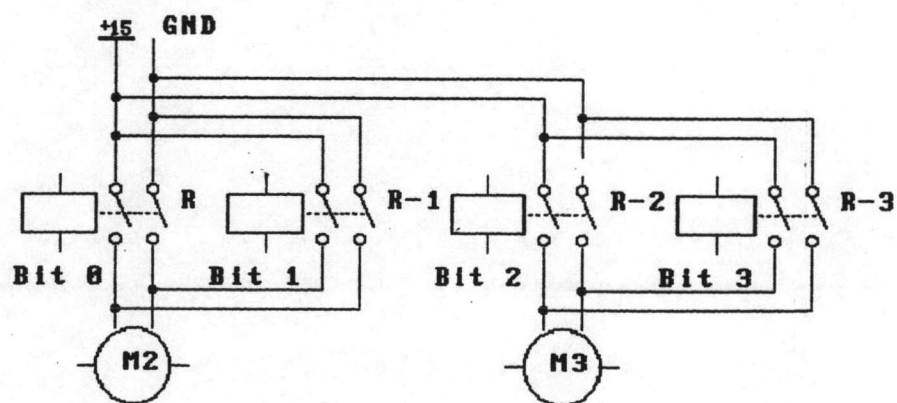 +15 GND
R R-1 R-2 R-3
Bit 0 Bit 1 Bit 2 Bit 3
M2 M3